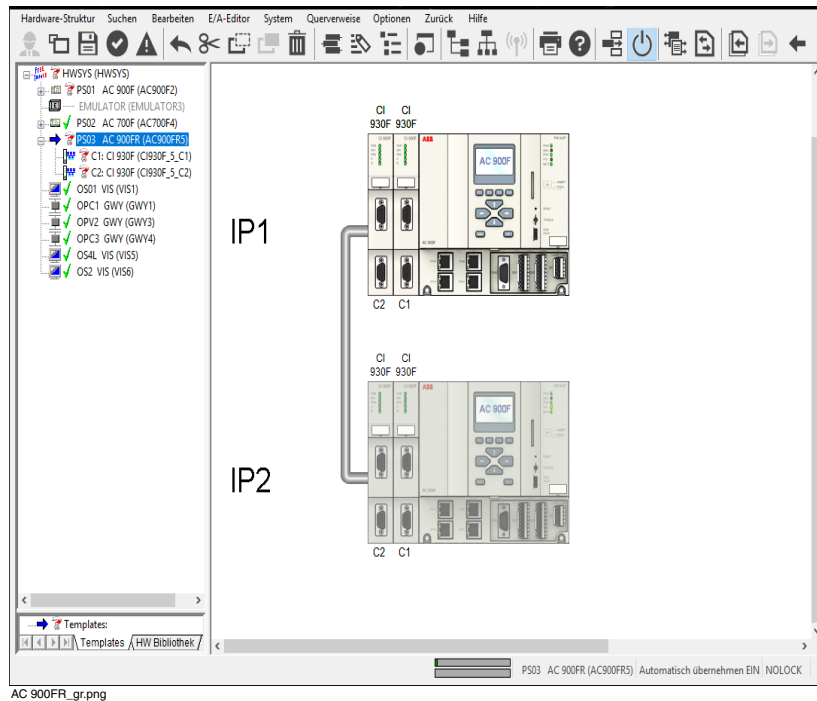 Hardware-Struktur Suchen Bearbeiten E/A-Editor System Querverweise Optionen Zurück Hilfe
HWSYS (HWSYS)
PS01 AC 900F (AC900F2)
EMULATOR (EMULATOR3)
PS02 AC 700F (AC700F4)
PS03 AC 900FR (AC900FR5)
C1: CI 930F (CI930F_5_C1)
C2: CI 930F (CI930F_5_C2)
OS01 VIS (VIS1)
OPC1 GWY (GWY1)
OPV2 GWY (GWY3)
OPC3 GWY (GWY4)
OS4L VIS (VIS5)
OS2 VIS (VIS6)
CI CI
930F 930F
ABB
AC 900F
IP1
C2 C1
CI CI
930F 930F
ABB
AC 900F
IP2
C2 C1
Templates:
Templates HW Bibliothek
PS03 AC 900FR (AC900FR5) Automatisch übernehmen EIN NOLOCK
AC 900FR_gr.png